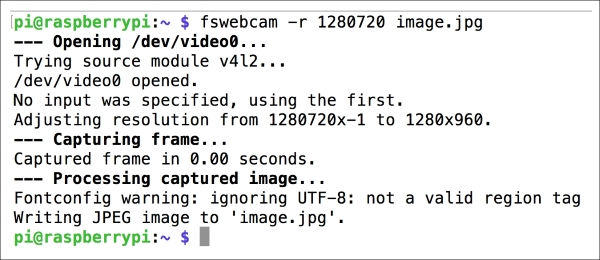 pi@raspberrypi:~ $ fswebcam -r 1280720 image.jpg
--- Opening /dev/video0...
Trying source module v4l2...
/dev/video0 opened.
No input was specified, using the first.
Adjusting resolution from 1280720x-1 to 1280x960.
--- Capturing frame...
Captured frame in 0.00 seconds.
--- Processing captured image...
Fontconfig warning: ignoring UTF-8: not a valid region tag
Writing JPEG image to 'image.jpg'.
pi@raspberrypi:~ $